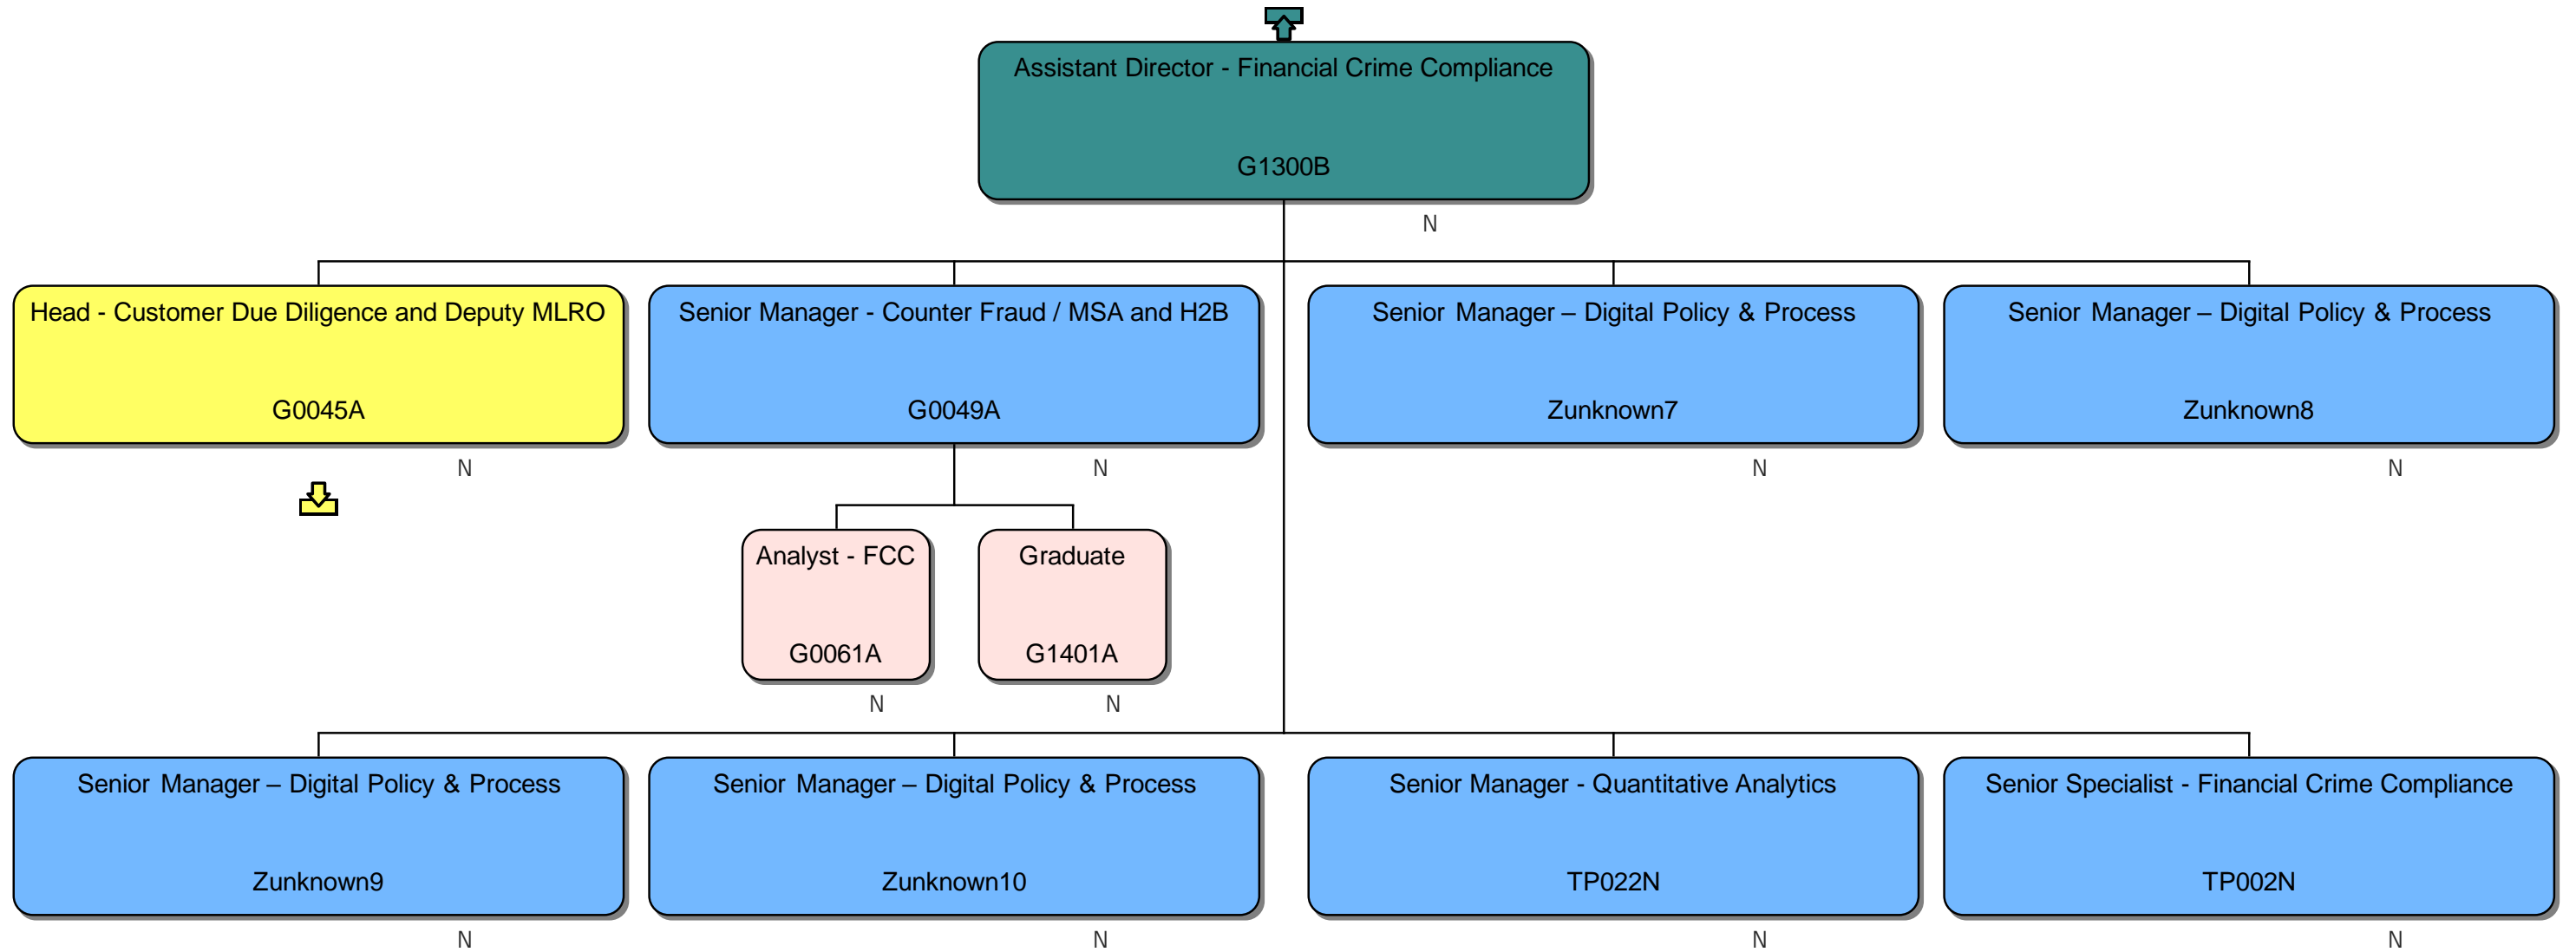 Assistant Director - Financial Crime Compliance
G1300B
N
Head - Customer Due Diligence and Deputy MLRO
G0045A
N
Senior Manager - Counter Fraud / MSA and H2B
G0049A
N
Senior Manager – Digital Policy & Process
Zunknown7
N
Senior Manager – Digital Policy & Process
Zunknown8
N
Analyst - FCC
G0061A
N
Graduate
G1401A
N
Senior Manager – Digital Policy & Process
Zunknown9
N
Senior Manager – Digital Policy & Process
Zunknown10
N
Senior Manager - Quantitative Analytics
TP022N
N
Senior Specialist - Financial Crime Compliance
TP002N
N